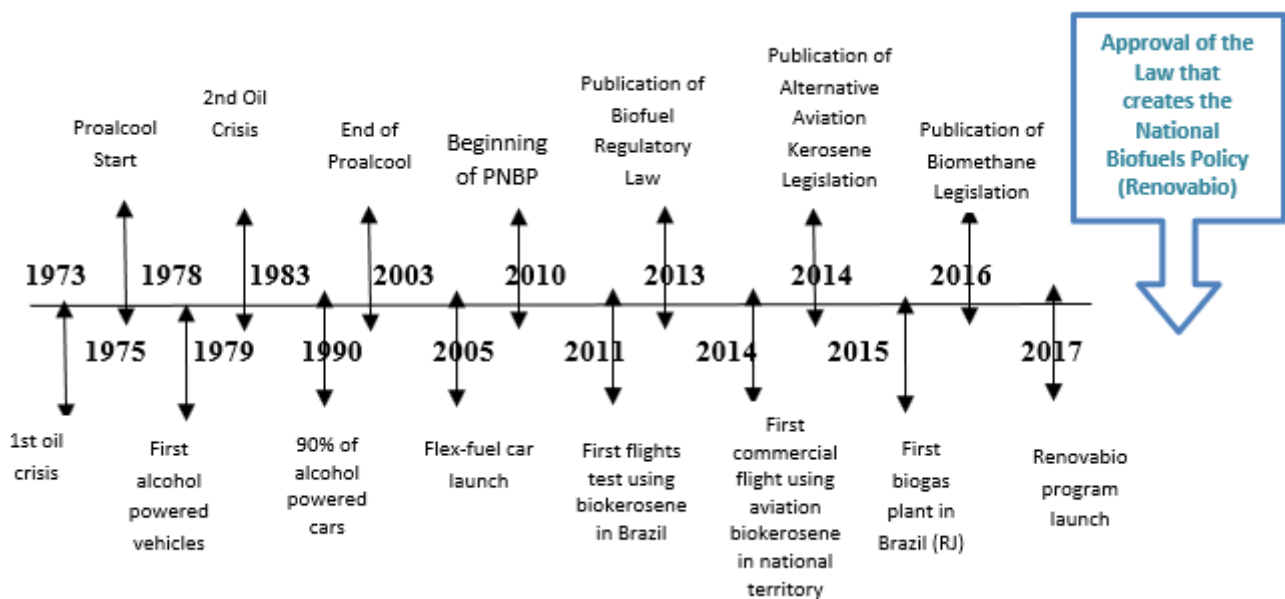 Proalcool
Start
2nd Oil
Crisis
End of
Proalcool
Beginning
of PNBP
Publication of
Biofuel
Regulatory
Law
Publication of
Alternative
Aviation
Kerosene
Legislation
Publication of
Biomethane
Legislation
Approval of the
Law that
creates the
National
Biofuels Policy
(Renovabio)
1973 1978 1983 2003 2010 2013 2014 2016
1975 1979 1990 2005 2011 2014 2015 2017
1st oil
crisis
First
alcohol
powered
vehicles
90% of
alcohol
powered
cars
Flex-fuel car
launch
First flights
test using
biokerosene
in Brazil
First
commercial
flight using
aviation
biokerosene
in national
territory
First
biogas
plant in
Brazil (RJ)
Renovabio
program
launch